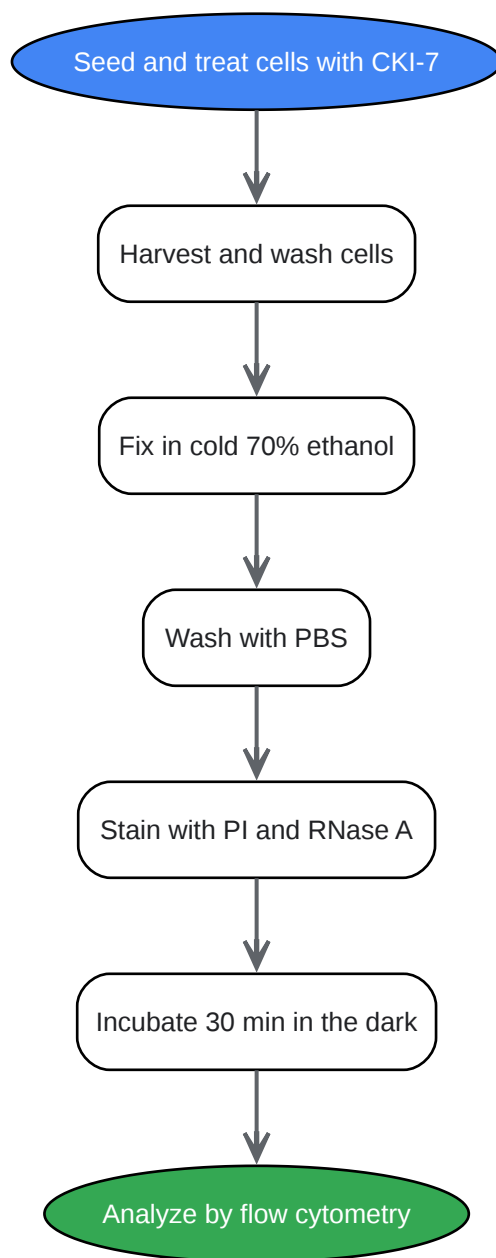 Seed and treat cells with CKI-7
Harvest and wash cells
Fix in cold 70% ethanol
Wash with PBS
Stain with PI and RNase A
Incubate 30 min in the dark
Analyze by flow cytometry